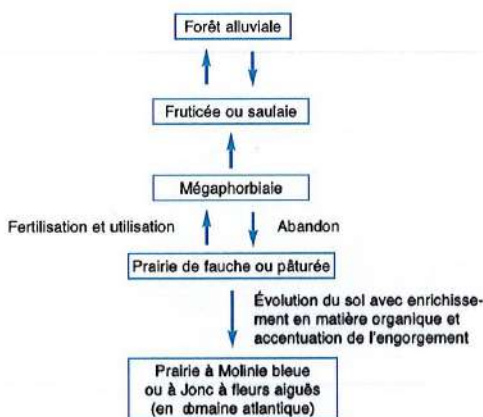 Forêt alluviale
Fruticée ou saulaie
Mégaphorbiaie
Fertilisation et utilisation
Abandon
Prairie de fauche ou pâturée
Évolution du sol avec enrichisse-
ment en matière organique et
accentuation de l'engorgement
Prairie à Molinie bleue
ou à Jonc à fleurs aiguës
(en domaine atlantique)